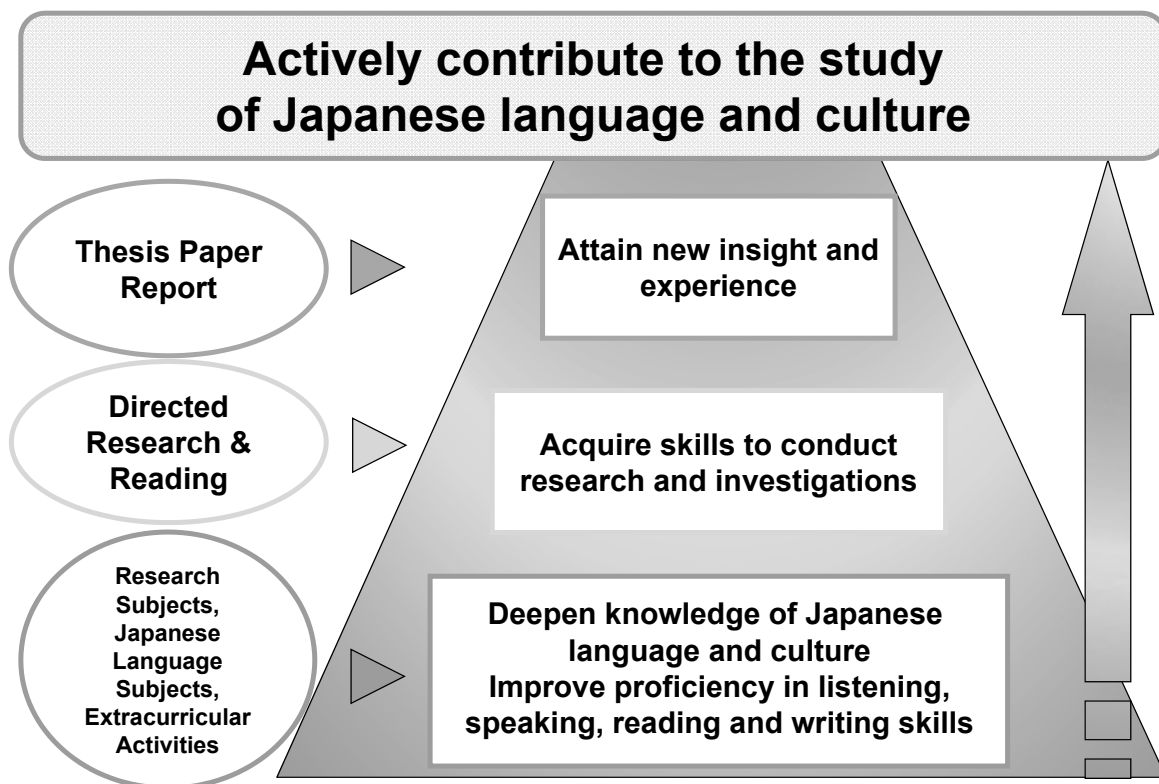 Actively contribute to the study
of Japanese language and culture
Thesis Paper
Report
Attain new insight and
experience
Directed
Research &
Reading
Acquire skills to conduct
research and investigations
Research
Subjects,
Japanese
Language
Subjects,
Extracurricular
Activities
Deepen knowledge of Japanese
language and culture
Improve proficiency in listening,
speaking, reading and writing skills